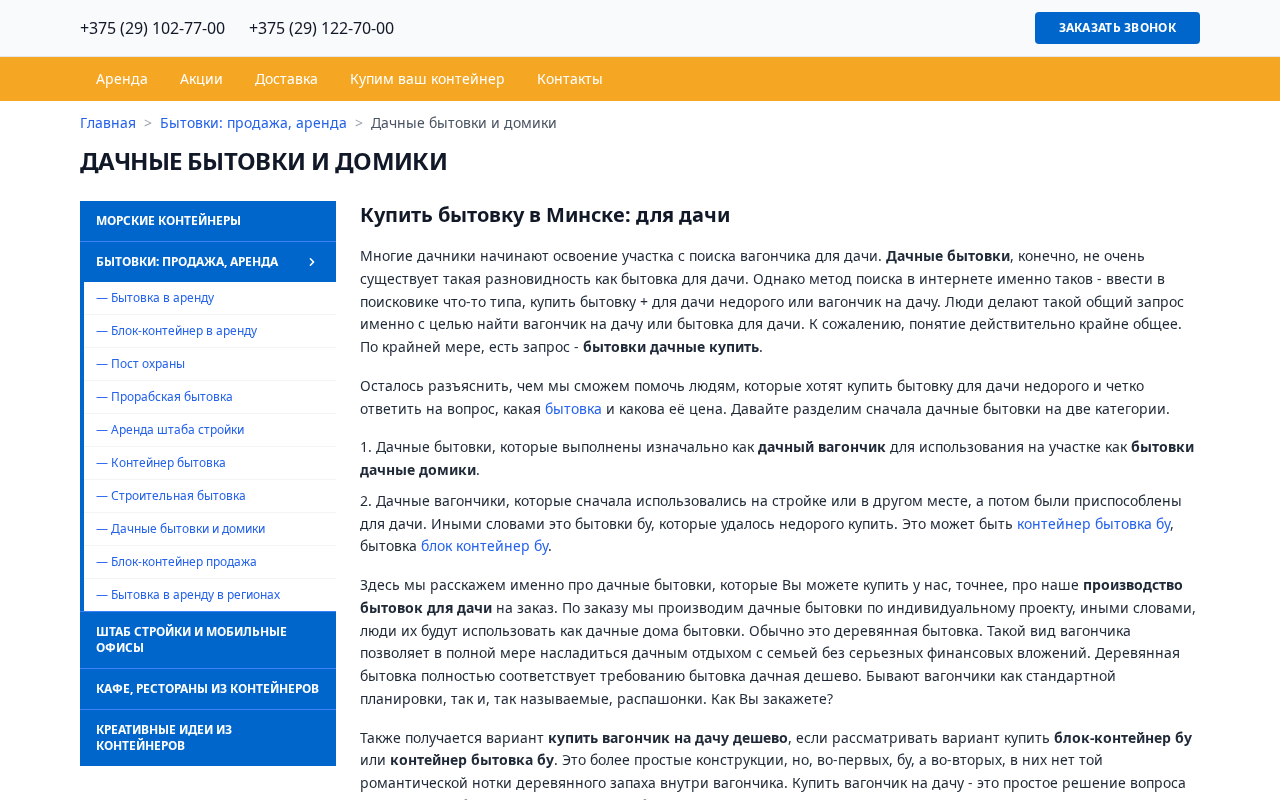 +375 (29) 102-77-00 +375 (29) 122-70-00 ЗАКАЗАТЬ ЗВОНОК
Аренда Акции Доставка Купим ваш контейнер Контакты
Главная > Бытовки: продажа, аренда > Дачные бытовки и домики
ДАЧНЫЕ БЫТОВКИ И ДОМИКИ
МОРСКИЕ КОНТЕЙНЕРЫ
БЫТОВКИ: ПРОДАЖА, АРЕНДА
— Бытовка в аренду
— Блок-контейнер в аренду
— Пост охраны
— Прорабская бытовка
— Аренда штаба стройки
— Контейнер бытовка
— Строительная бытовка
— Дачные бытовки и домики
— Блок-контейнер продажа
— Бытовка в аренду в регионах
ШТАБ СТРОЙКИ И МОБИЛЬНЫЕ
ОФИСЫ
КАФЕ, РЕСТОРАНЫ ИЗ КОНТЕЙНЕРОВ
КРЕАТИВНЫЕ ИДЕИ ИЗ
КОНТЕЙНЕРОВ
Купить бытовку в Минске: для дачи
Многие дачники начинают освоение участка с поиска вагончика для дачи. Дачные бытовки, конечно, не очень
существует такая разновидность как бытовка для дачи. Однако метод поиска в интернете именно таков - ввести в
поисковике что-то типа, купить бытовку + для дачи недорого или вагончик на дачу. Люди делают такой общий запрос
именно с целью найти вагончик на дачу или бытовка для дачи. К сожалению, понятие действительно крайне общее.
По крайней мере, есть запрос - бытовки дачные купить.
Осталось разъяснить, чем мы сможем помочь людям, которые хотят купить бытовку для дачи недорого и четко
ответить на вопрос, какая бытовка и какова её цена. Давайте разделим сначала дачные бытовки на две категории.
1. Дачные бытовки, которые выполнены изначально как дачный вагончик для использования на участке как бытовки
дачные домики.
2. Дачные вагончики, которые сначала использовались на стройке или в другом месте, а потом были приспособлены
для дачи. Иными словами это бытовки бу, которые удалось недорого купить. Это может быть контейнер бытовка бу,
бытовка блок контейнер бу.
Здесь мы расскажем именно про дачные бытовки, которые Вы можете купить у нас, точнее, про наше производство
бытовок для дачи на заказ. По заказу мы производим дачные бытовки по индивидуальному проекту, иными словами,
люди их будут использовать как дачные дома бытовки. Обычно это деревянная бытовка. Такой вид вагончика
позволяет в полной мере насладиться дачным отдыхом с семьей без серьезных финансовых вложений. Деревянная
бытовка полностью соответствует требованию бытовка дачная дешево. Бывают вагончики как стандартной
планировки, так и, так называемые, распашонки. Как Вы закажете?
Также получается вариант купить вагончик на дачу дешево, если рассматривать вариант купить блок-контейнер бу
или контейнер бытовка бу. Это более простые конструкции, но, во-первых, бу, а во-вторых, в них нет той
романтической нотки деревянного запаха внутри вагончика. Купить вагончик на дачу - это простое решение вопроса